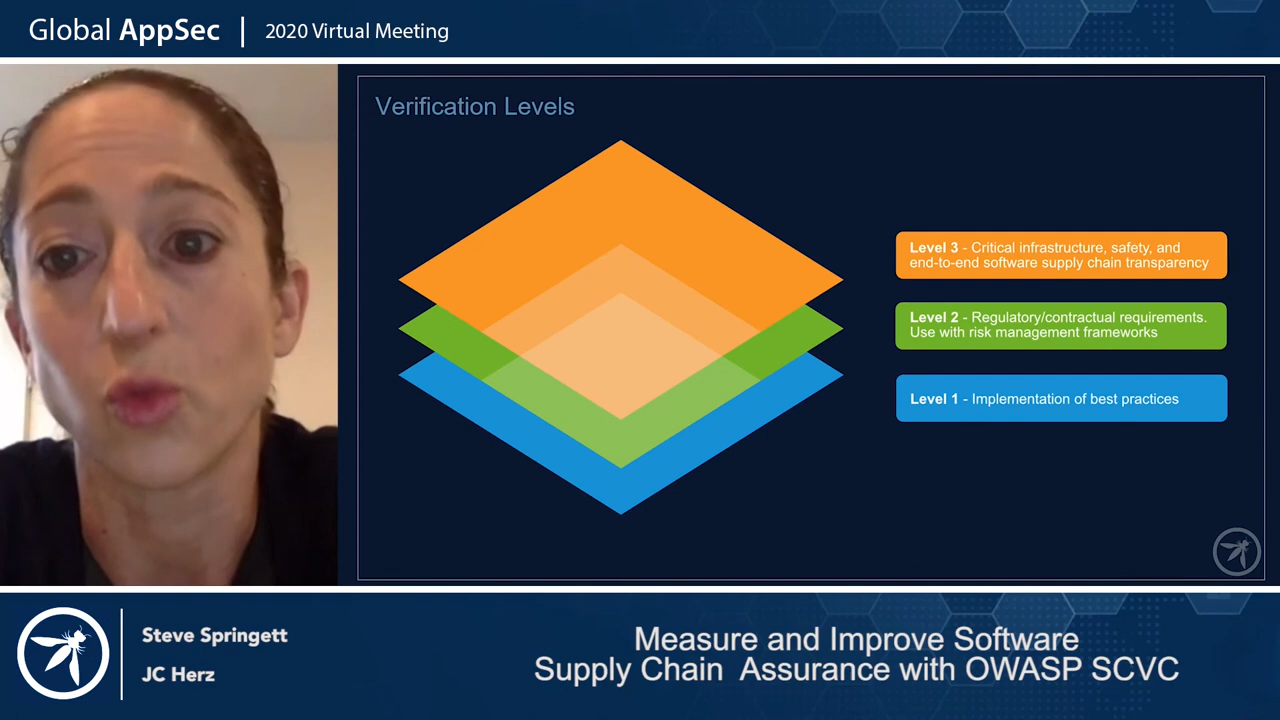 Global AppSec | 2020 Virtual Meeting
Verification Levels
Level 3 - Critical infrastructure, safety, and
end-to-end software supply chain transparency
Level 2 - Regulatory/contractual requirements.
Use with risk management frameworks
Level 1 - Implementation of best practices
Steve Springett
JC Herz
Measure and Improve Software
Supply Chain Assurance with OWASP SCVC